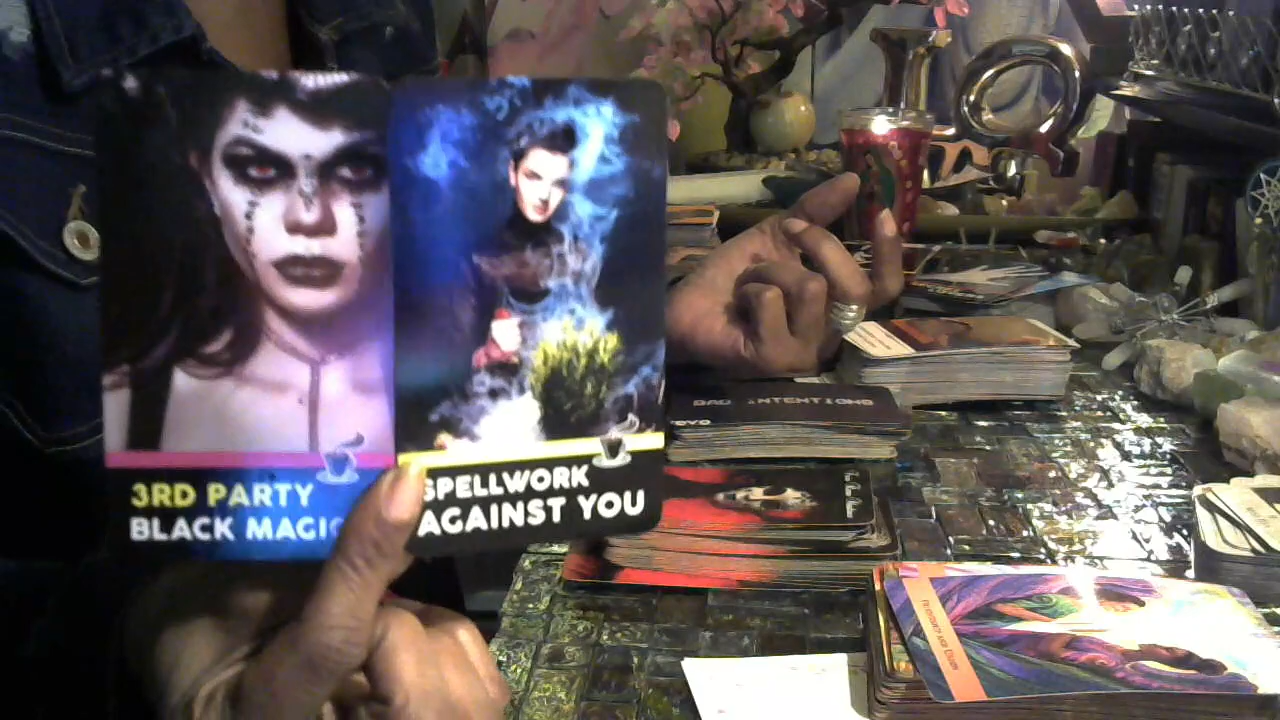 3RD PARTY
BLACK MAGIC
SPELLWORK
AGAINST YOU
BAD INTENTIONS